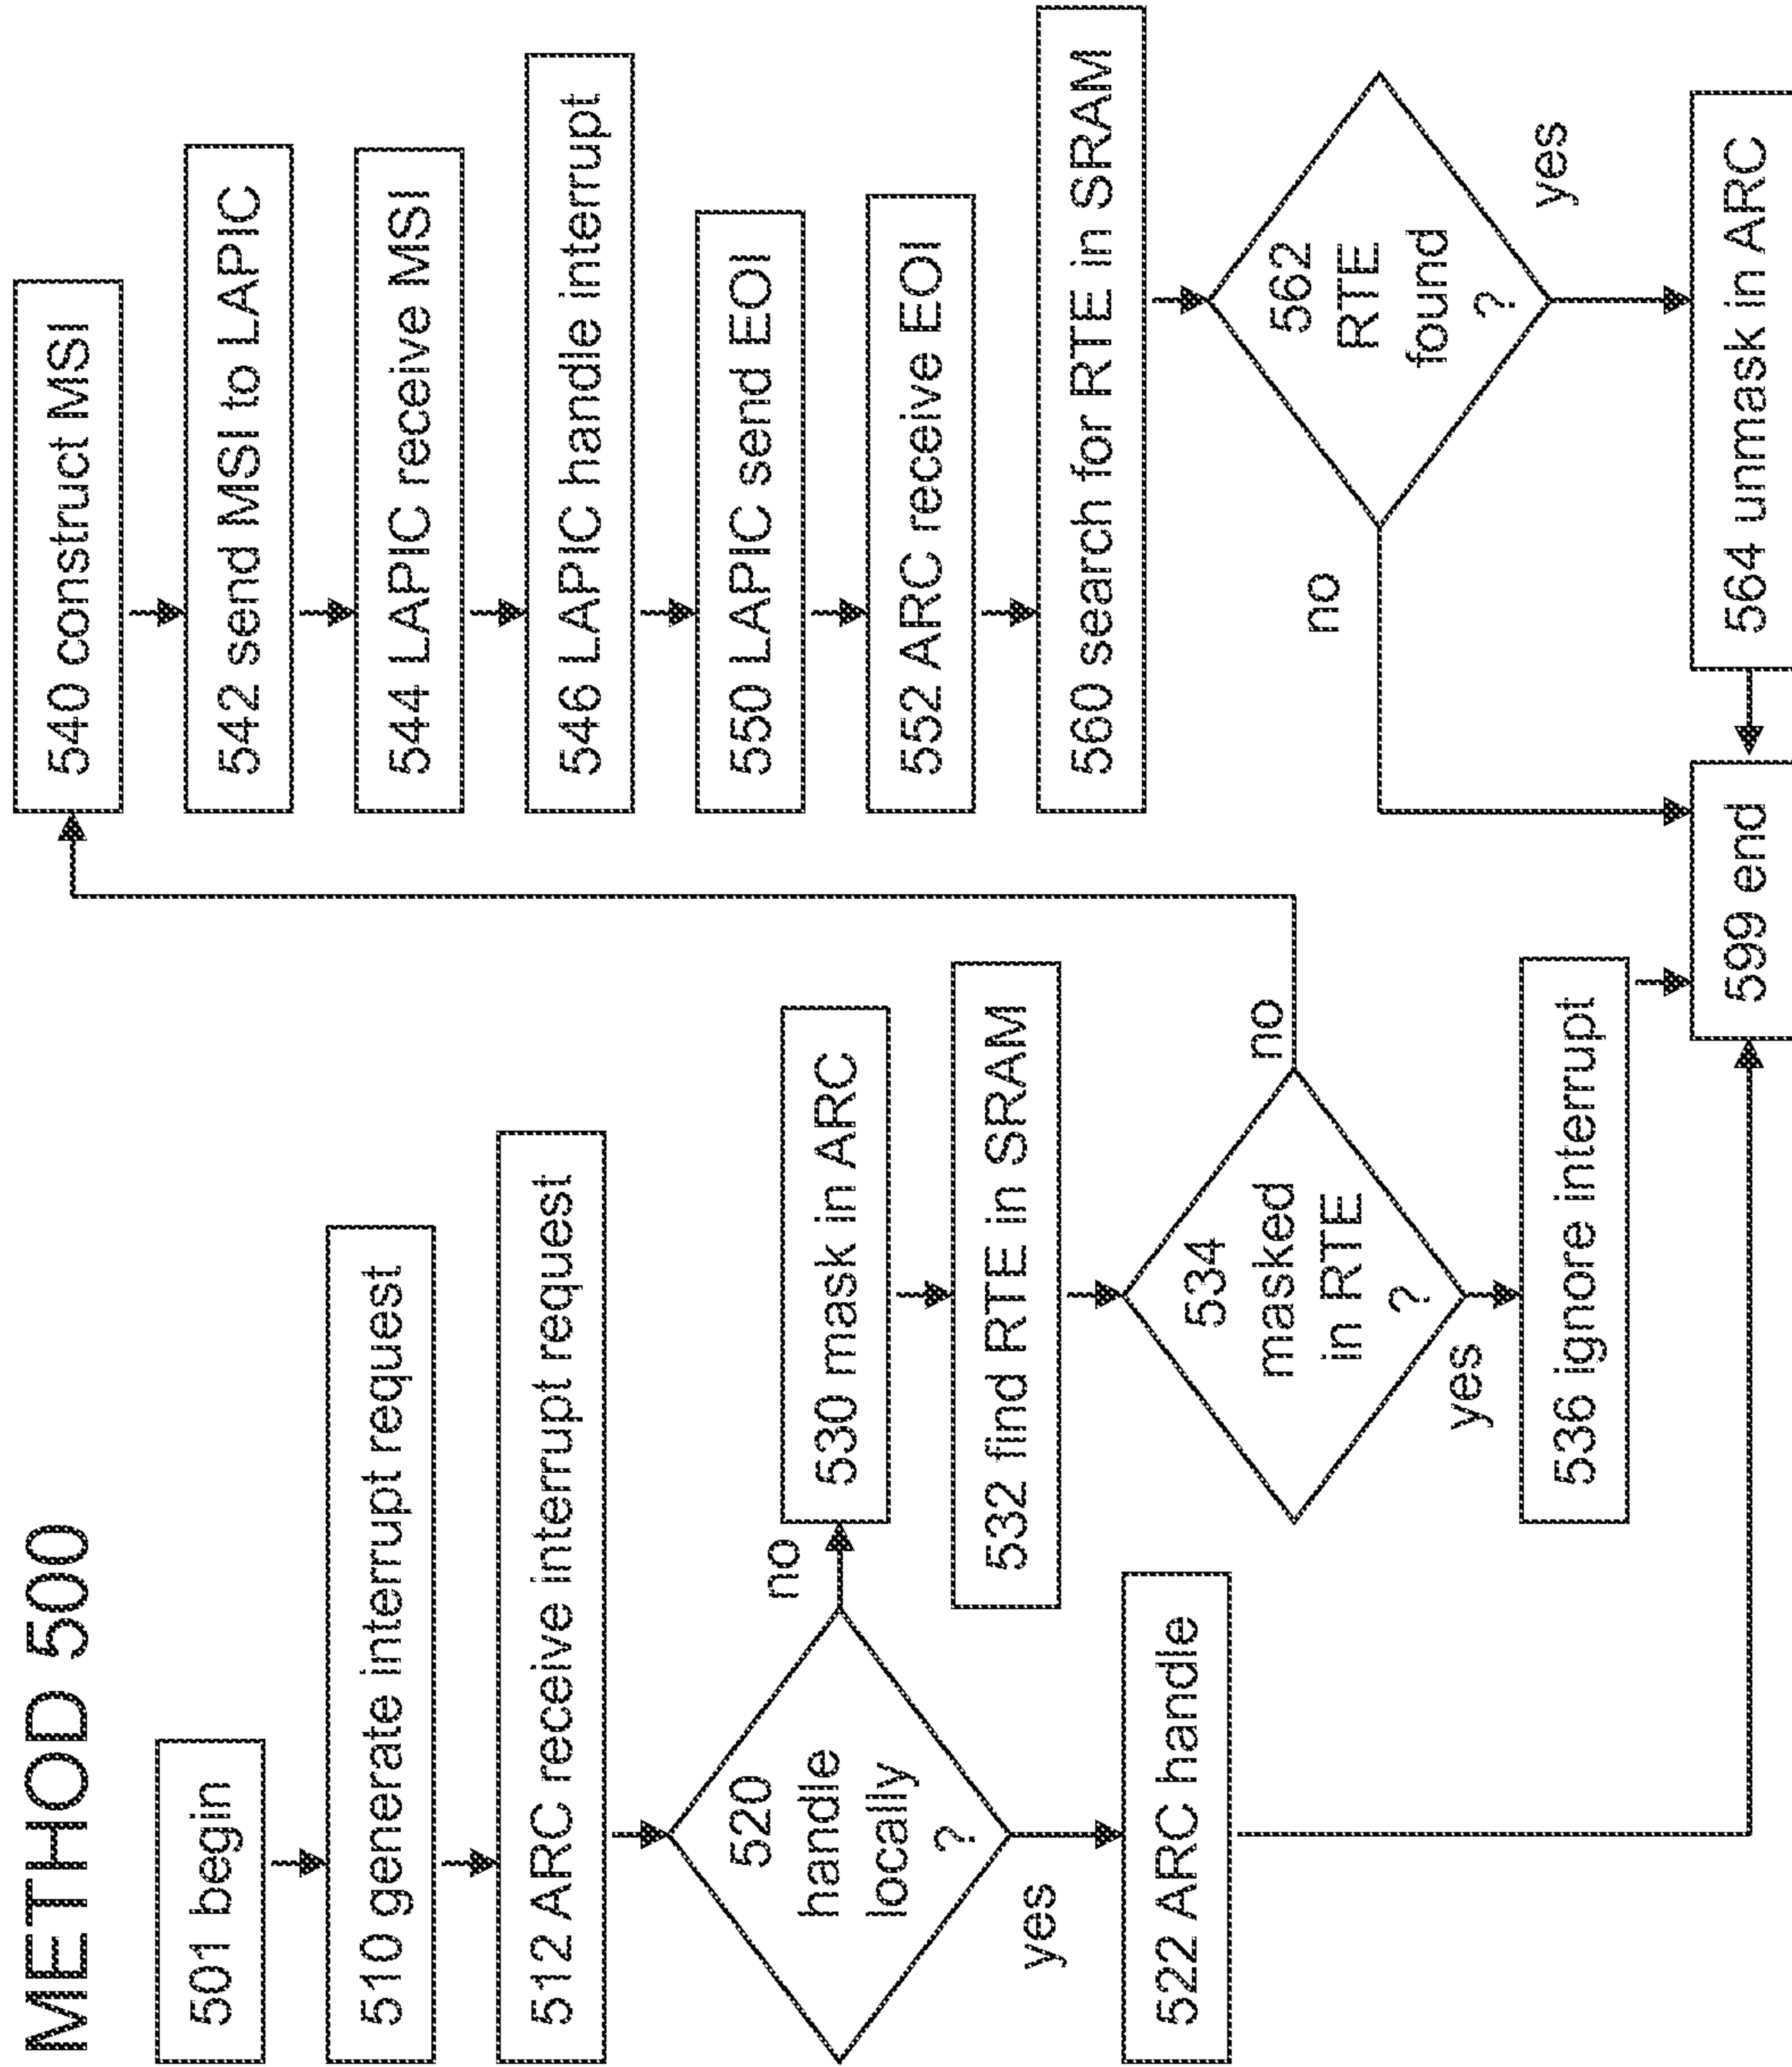 METHOD 500
501 begin
510 generate interrupt request
512 ARC receive interrupt request
520
handle
locally
?
yes
no
522 ARC handle
530 mask in ARC
532 find RTE in SRAM
534
masked
in RTE
?
yes
no
536 ignore interrupt
540 construct MSI
542 send MSI to LAPIC
544 LAPIC receive MSI
546 LAPIC handle interrupt
550 LAPIC send EOI
552 ARC receive EOI
560 search for RTE in SRAM
562
RTE
found
?
no
yes
564 unmask in ARC
599 end